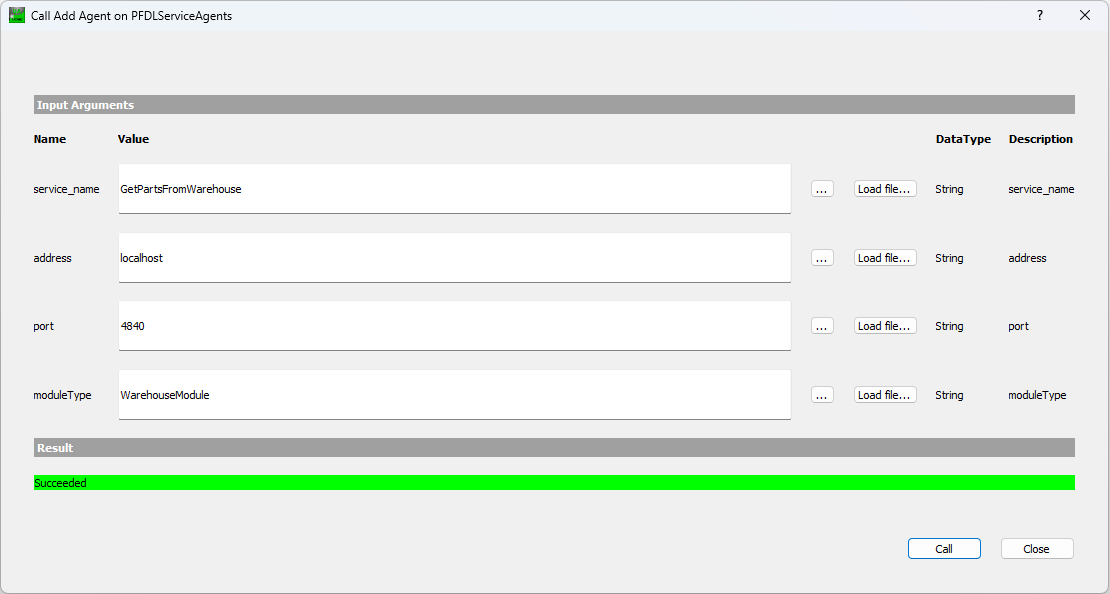 Call Add Agent on PFDLServiceAgents ?
Input Arguments
Name Value DataType Description
service_name GetPartsFromWarehouse ... Load file... String service_name
address localhost ... Load file... String address
port 4840 ... Load file... String port
moduleType WarehouseModule ... Load file... String moduleType
Result
Succeeded
Call Close